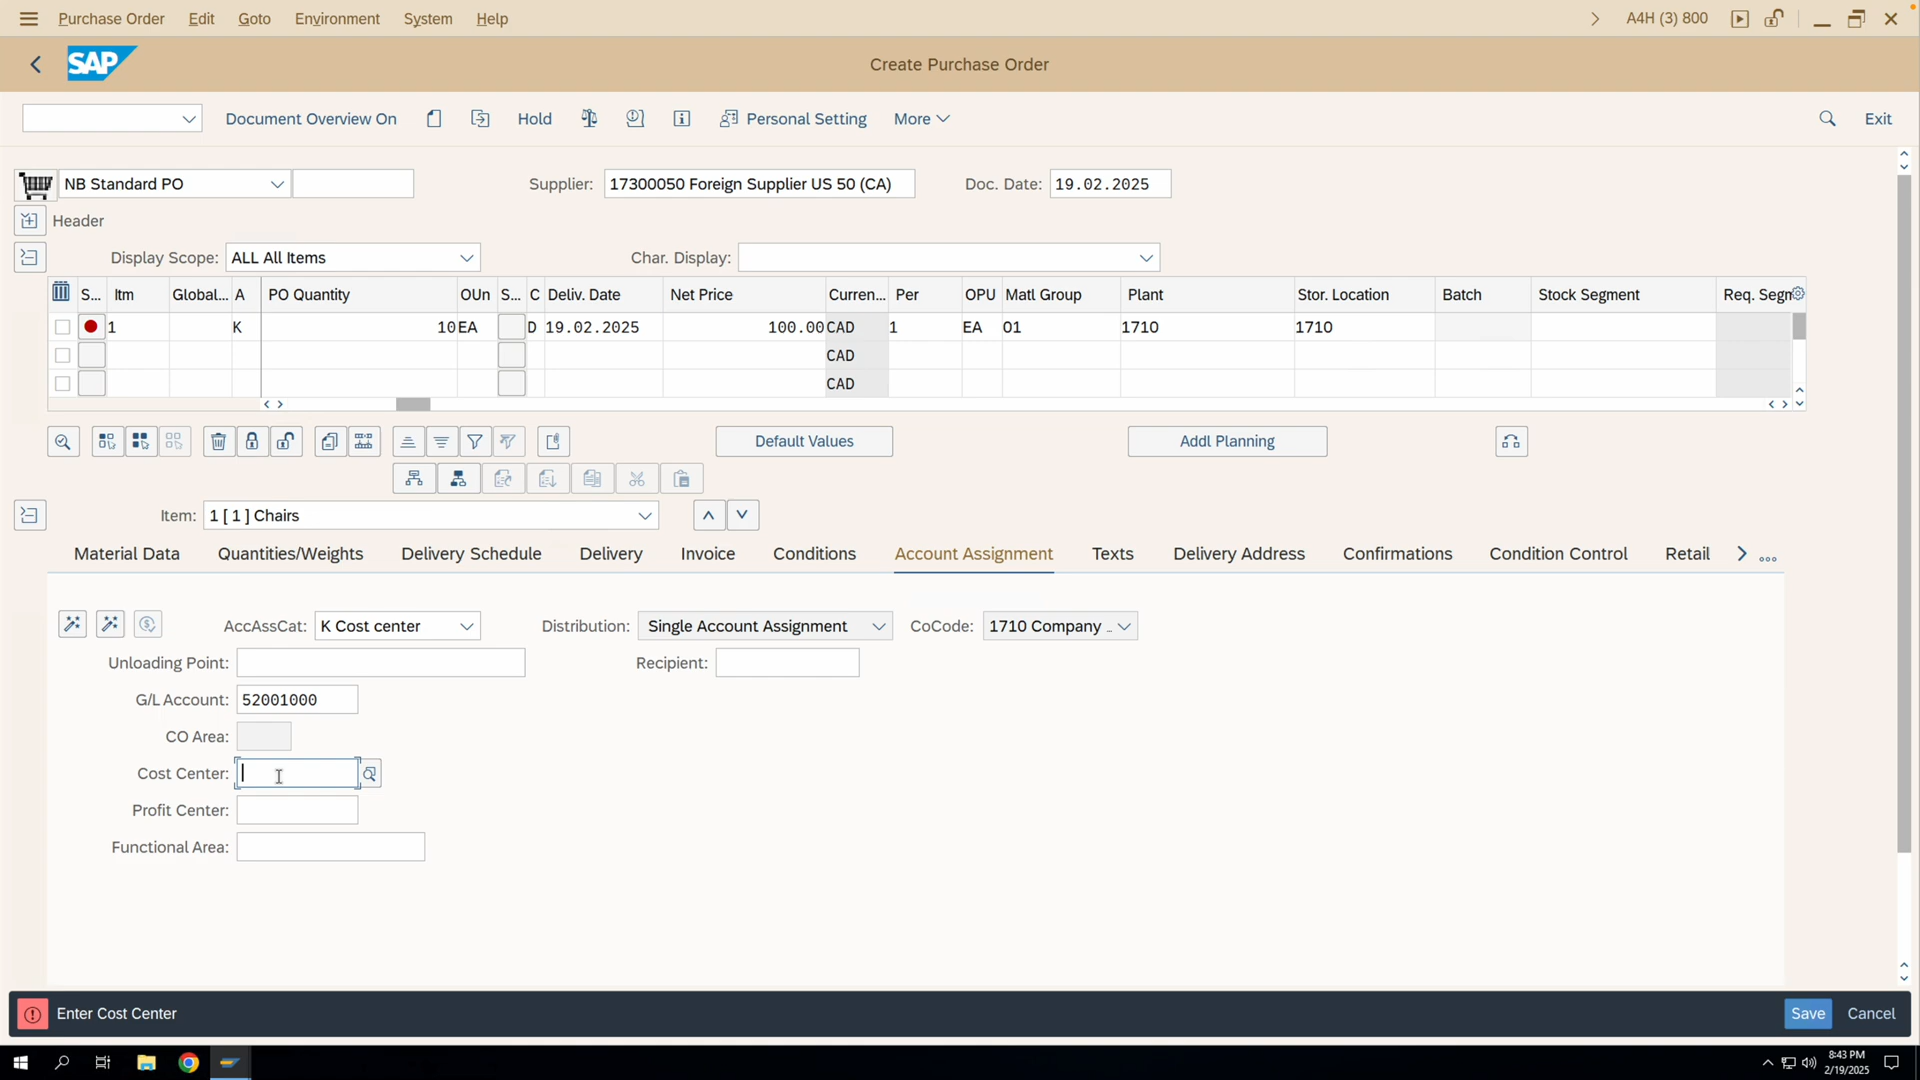 Purchase Order Edit Goto Environment System Help A4H (3) 800
SAP Create Purchase Order
Document Overview On Hold Personal Setting More Exit
NB Standard PO Supplier: 17300050 Foreign Supplier US 50 (CA) Doc. Date: 19.02.2025
Header
Display Scope: ALL All Items Char. Display:
S... Itm Global... A PO Quantity OUn S... C Deliv. Date Net Price Curren... Per OPU Matl Group Plant Stor. Location Batch Stock Segment Req. Segm
1 K 10 EA D 19.02.2025 100.00 CAD 1 EA 01 1710 1710
CAD
CAD
Default Values Addl Planning
Item: 1 [ 1 ] Chairs
Material Data Quantities/Weights Delivery Schedule Delivery Invoice Conditions Account Assignment Texts Delivery Address Confirmations Condition Control Retail
AccAssCat: K Cost center Distribution: Single Account Assignment CoCode: 1710 Company ..
Unloading Point: Recipient:
G/L Account: 52001000
CO Area:
Cost Center:
Profit Center:
Functional Area:
Enter Cost Center Save Cancel
8:43 PM
2/19/2025